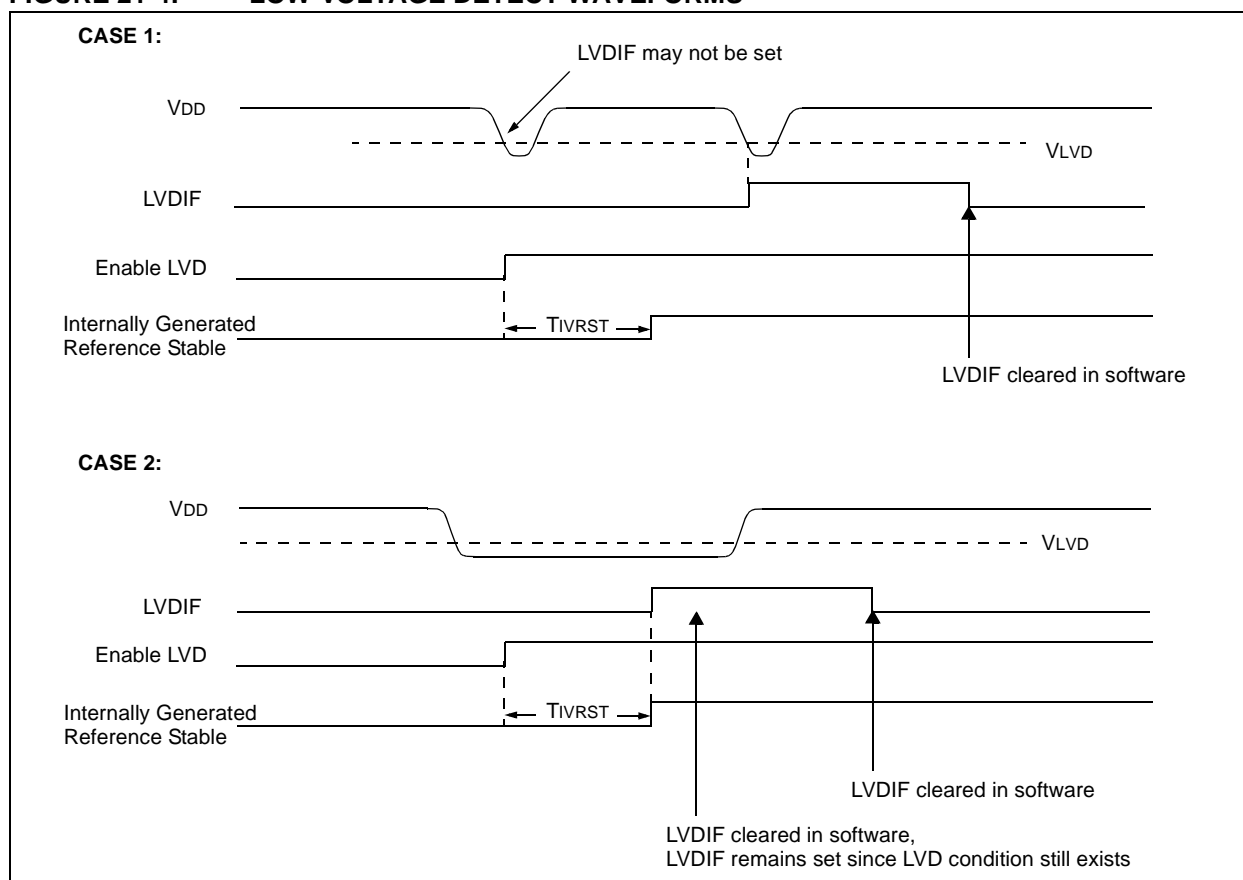 CASE 1:
LVDIF may not be set
VDD
VLVD
LVDIF
Enable LVD
Internally Generated
Reference Stable
TIVRST
LVDIF cleared in software
CASE 2:
VDD
VLVD
LVDIF
Enable LVD
Internally Generated
Reference Stable
TIVRST
LVDIF cleared in software
LVDIF cleared in software,
LVDIF remains set since LVD condition still exists